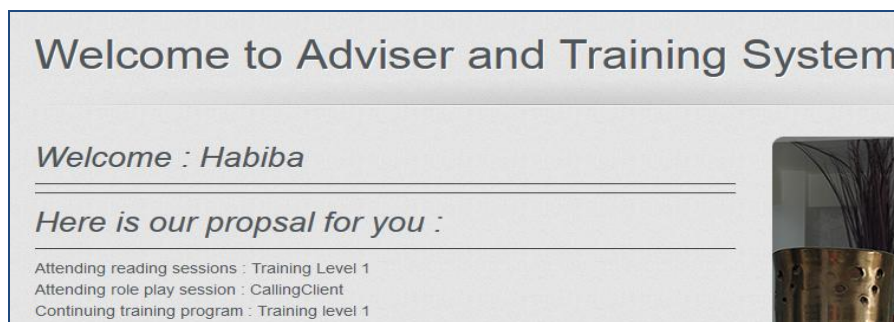 Welcome to Adviser and Training System
Welcome : Habiba
Here is our propsal for you :
Attending reading sessions : Training Level 1
Attending role play session : CallingClient
Continuing training program : Training level 1